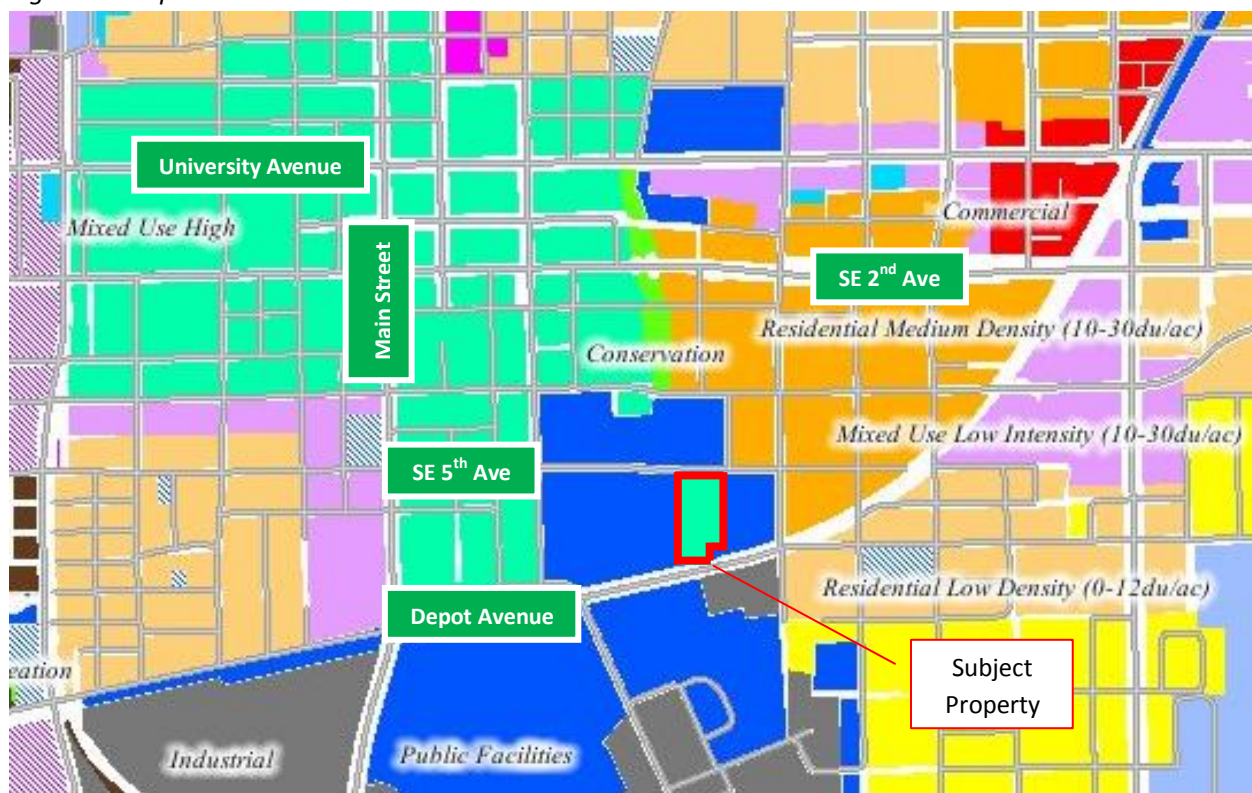 University Avenue
Mixed Use High
Commercial
Main Street
SE 2nd Ave
Residential Medium Density (10-30du/ac)
Conservation
Mixed Use Low Intensity (10-30du/ac)
SE 5th Ave
Residential Low Density (0-12du/ac)
Depot Avenue
Subject
Property
eation
Industrial
Public Facilities